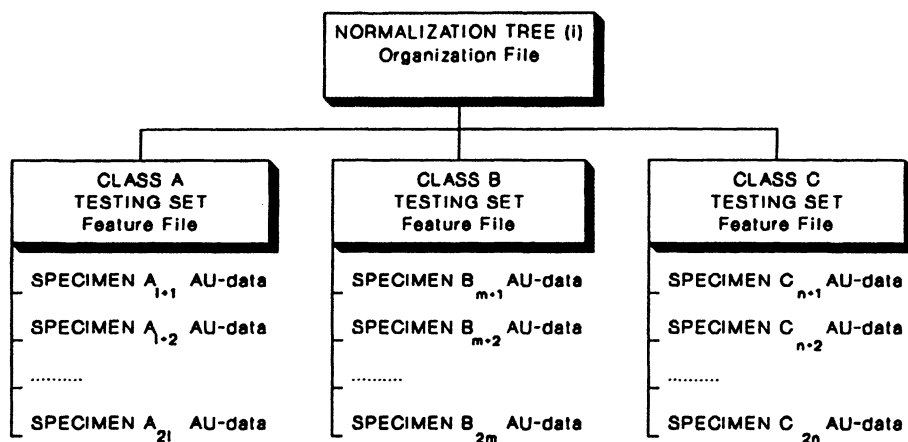 NORMALIZATION TREE (i)
Organization File
CLASS A
TESTING SET
Feature File
SPECIMEN A l+1 AU-data
SPECIMEN A l+2 AU-data
..........
SPECIMEN A 2l AU-data
CLASS B
TESTING SET
Feature File
SPECIMEN B m+1 AU-data
SPECIMEN B m+2 AU-data
..........
SPECIMEN B 2m AU-data
CLASS C
TESTING SET
Feature File
SPECIMEN C n+1 AU-data
SPECIMEN C n+2 AU-data
..........
SPECIMEN C 2n AU-data